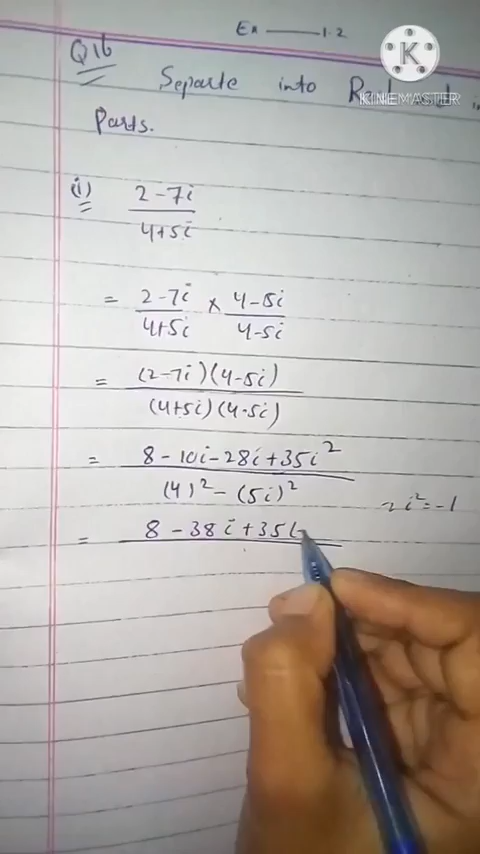 Ex 1.2
K
KINEMASTER
Q16 Separte into
Parts.
(i) 2-7i / 4+5i
= 2-7i / 4+5i × 4-5i / 4-5i
= (2-7i)(4-5i) / (4+5i)(4-5i)
= 8-10i-28i+35i² / (4)²-(5i)²
i²=-1
= 8-38i+35(-